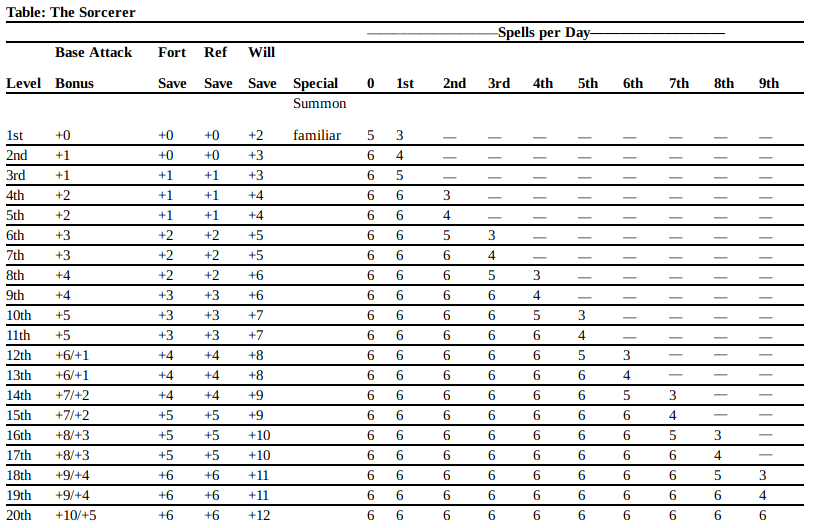 Table: The Sorcerer
————————————Spells per Day————————————
Base Attack Fort Ref Will
Level Bonus Save Save Save Special 0 1st 2nd 3rd 4th 5th 6th 7th 8th 9th
Summon
1st +0 +0 +0 +2 familiar 5 3 — — — — — — — —
2nd +1 +0 +0 +3 6 4 — — — — — — — —
3rd +1 +1 +1 +3 6 5 — — — — — — — —
4th +2 +1 +1 +4 6 6 3 — — — — — — —
5th +2 +1 +1 +4 6 6 4 — — — — — — —
6th +3 +2 +2 +5 6 6 5 3 — — — — — —
7th +3 +2 +2 +5 6 6 6 4 — — — — — —
8th +4 +2 +2 +6 6 6 6 5 3 — — — — —
9th +4 +3 +3 +6 6 6 6 6 4 — — — — —
10th +5 +3 +3 +7 6 6 6 6 5 3 — — — —
11th +5 +3 +3 +7 6 6 6 6 6 4 — — — —
12th +6/+1 +4 +4 +8 6 6 6 6 6 5 3 — — —
13th +6/+1 +4 +4 +8 6 6 6 6 6 6 4 — — —
14th +7/+2 +4 +4 +9 6 6 6 6 6 6 5 3 — —
15th +7/+2 +5 +5 +9 6 6 6 6 6 6 6 4 — —
16th +8/+3 +5 +5 +10 6 6 6 6 6 6 6 5 3 —
17th +8/+3 +5 +5 +10 6 6 6 6 6 6 6 6 4 —
18th +9/+4 +6 +6 +11 6 6 6 6 6 6 6 6 5 3
19th +9/+4 +6 +6 +11 6 6 6 6 6 6 6 6 6 4
20th +10/+5 +6 +6 +12 6 6 6 6 6 6 6 6 6 6